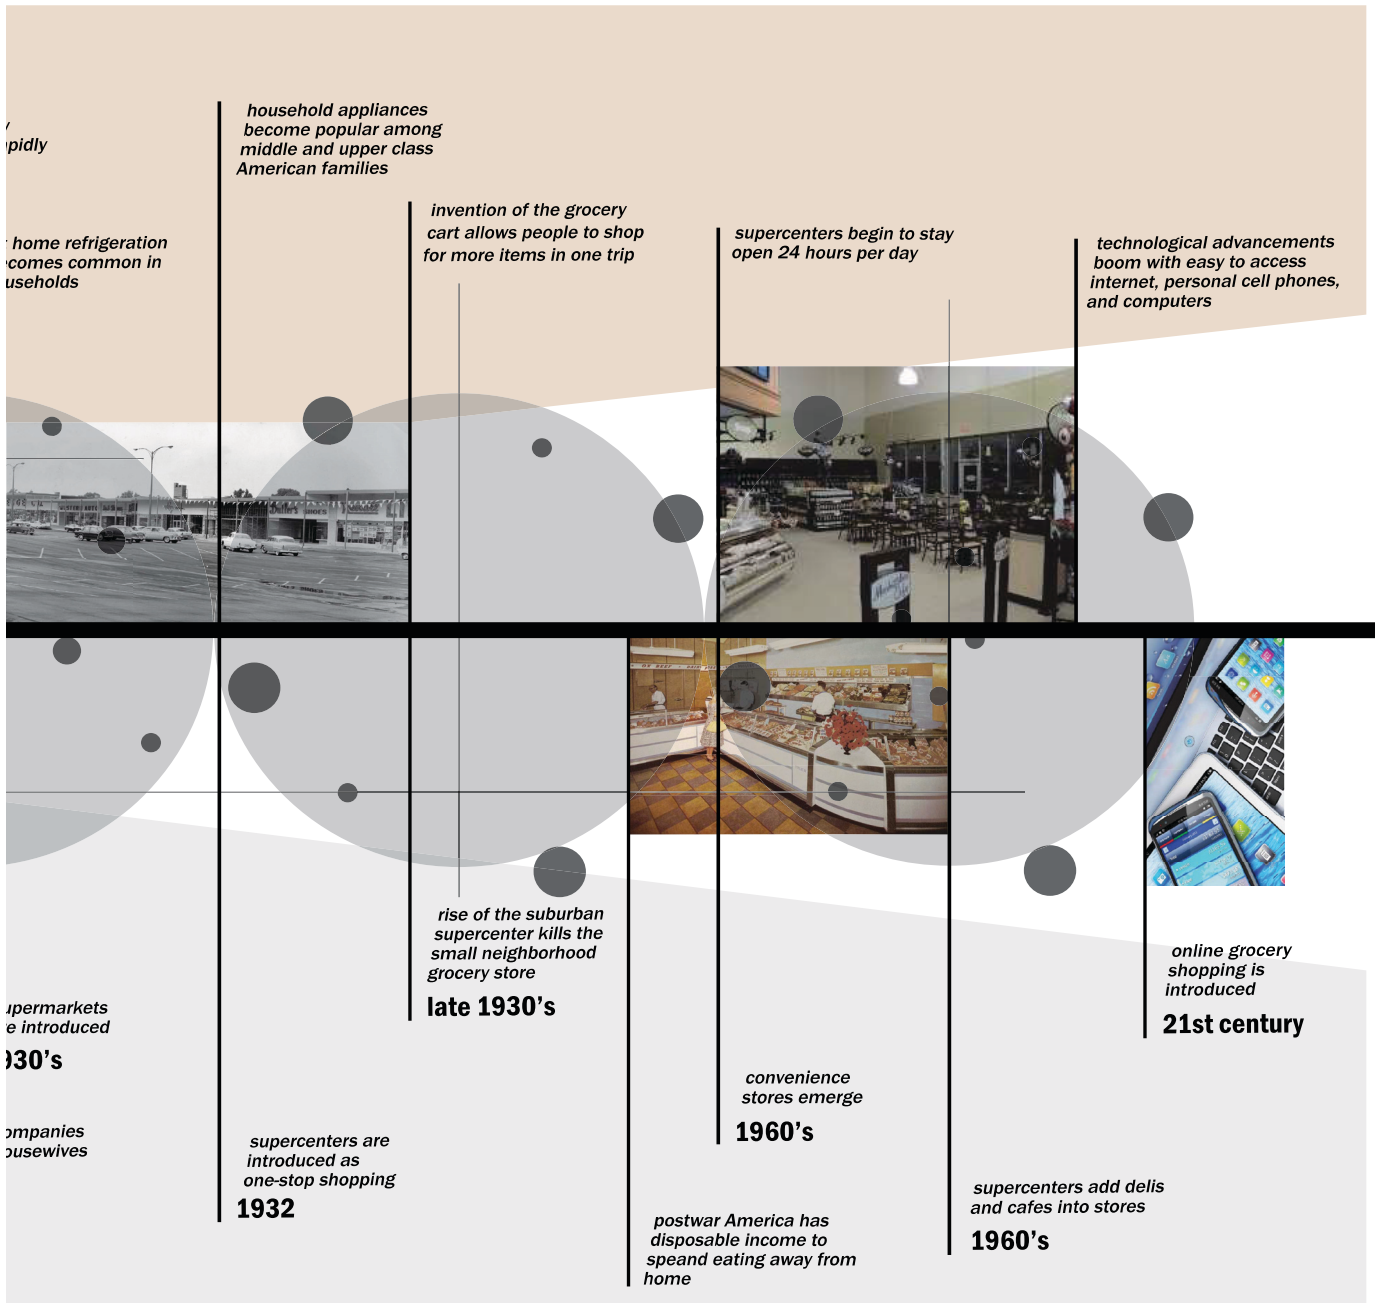 home refrigeration
common in
household appliances
become popular among
middle and upper class
American families
invention of the grocery
cart allows people to shop
for more items in one trip
supercenters begin to stay
open 24 hours per day
technological advancements
boom with easy to access
internet, personal cell phones,
and computers
introduced
930's
supercenters are
introduced as
one-stop shopping
1932
rise of the suburban
supercenter kills the
small neighborhood
grocery store
late 1930's
postwar America has
disposable income to
speand eating away from
home
convenience
stores emerge
1960's
supercenters add delis
and cafes into stores
1960's
online grocery
shopping is
introduced
21st century